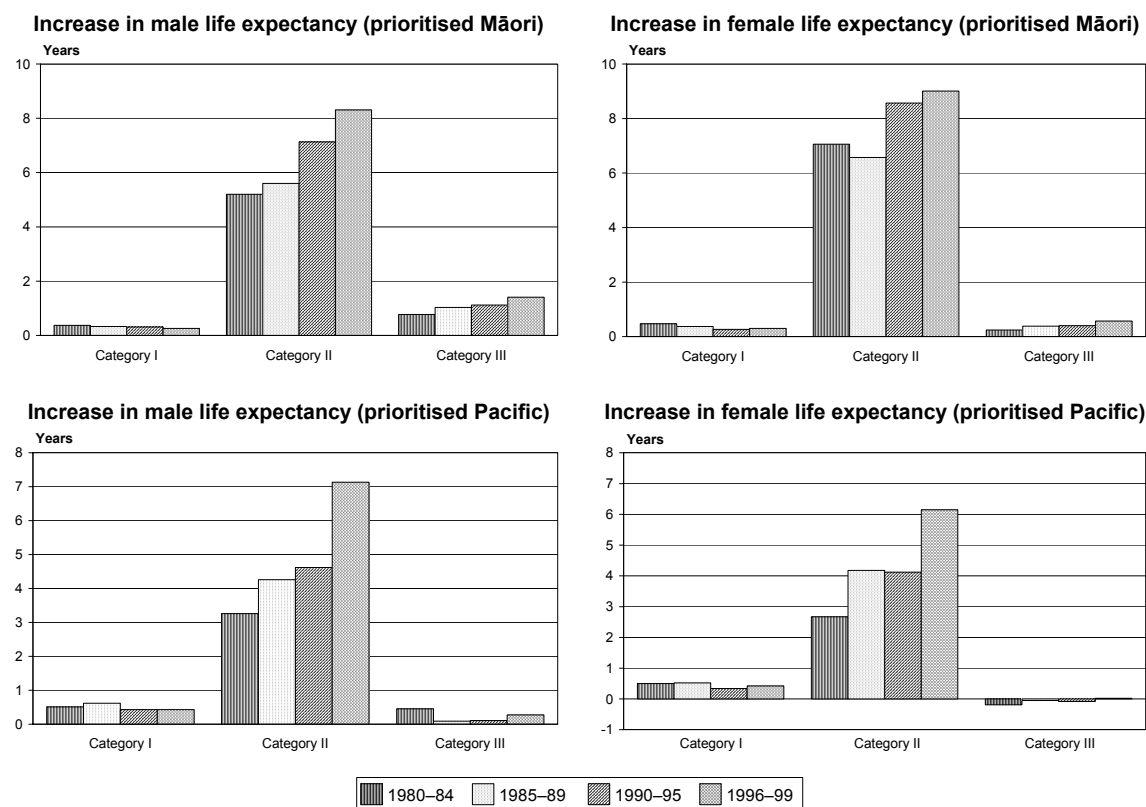 Increase in male life expectancy (prioritised Māori)
Years
10
8
6
4
2
0
Category I Category II Category III
Increase in female life expectancy (prioritised Māori)
Years
10
8
6
4
2
0
Category I Category II Category III
Increase in male life expectancy (prioritised Pacific)
Years
8
7
6
5
4
3
2
1
0
Category I Category II Category III
Increase in female life expectancy (prioritised Pacific)
Years
8
7
6
5
4
3
2
1
0
-1
Category I Category II Category III
1980–84 1985–89 1990–95 1996–99